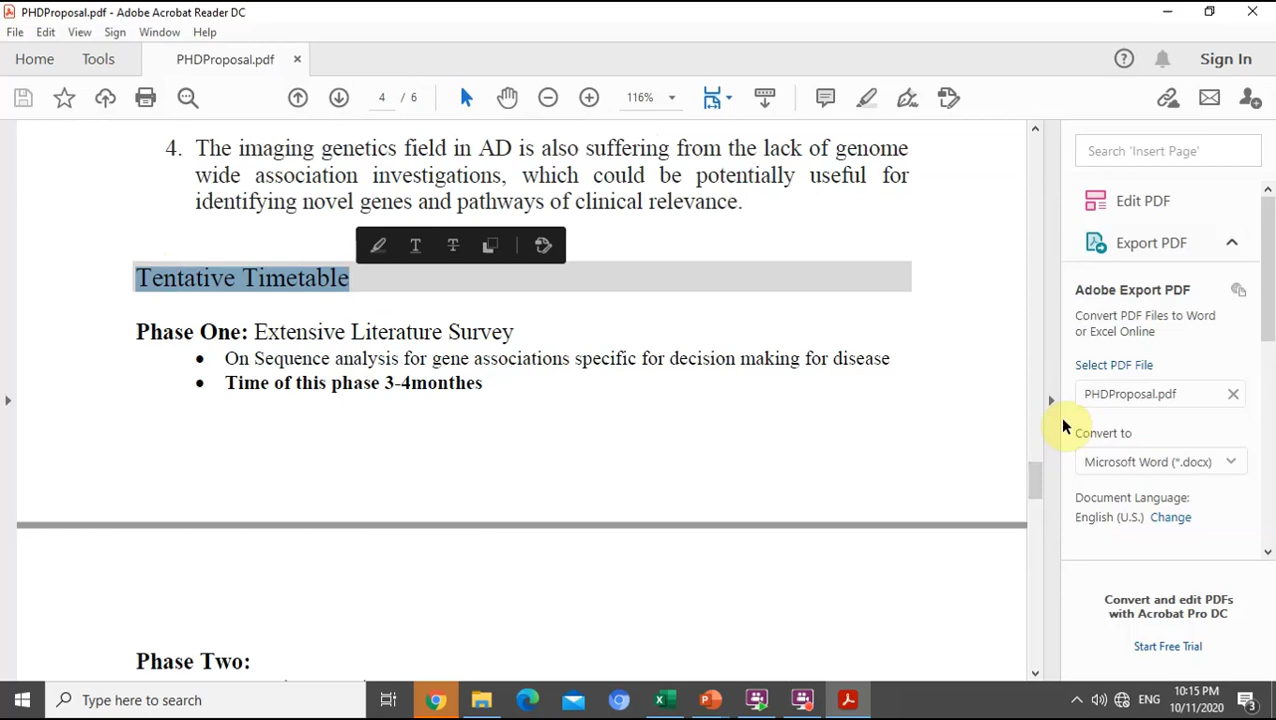 PHDProposal.pdf - Adobe Acrobat Reader DC
File Edit View Sign Window Help
Home Tools PHDProposal.pdf × Sign In
4 / 6 116%
4. The imaging genetics field in AD is also suffering from the lack of genome
wide association investigations, which could be potentially useful for
identifying novel genes and pathways of clinical relevance.
Tentative Timetable
Phase One: Extensive Literature Survey
• On Sequence analysis for gene associations specific for decision making for disease
• Time of this phase 3-4monthes
Phase Two:
Search 'Insert Page'
Edit PDF
Export PDF
Adobe Export PDF
Convert PDF Files to Word
or Excel Online
Select PDF File
PHDProposal.pdf
Convert to
Microsoft Word (*.docx)
Document Language:
English (U.S.) Change
Convert and edit PDFs
with Acrobat Pro DC
Start Free Trial
Type here to search
ENG
10:15 PM
10/11/2020
3